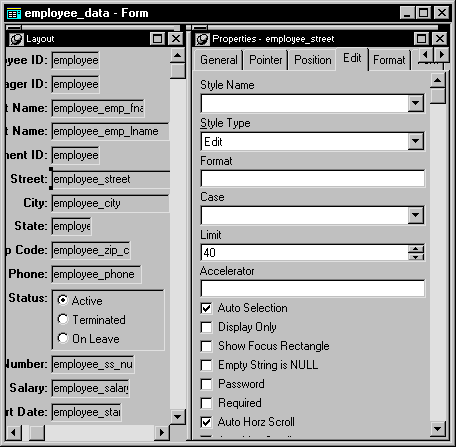 employee_data - Form
Layout
yee ID: employee
ager ID: employee
t Name: employee_emp_fna
t Name: employee_emp_lname
ment ID: employee
Street: employee_street
City: employee_city
State: employe
p Code: employee_zip_c
Phone: employee_phone
Status: Active
Terminated
On Leave
Number: employee_ss_nu
Salary: employee_salary
rt Date: employee_star
Properties - employee_street
General Pointer Position Edit Format
Style Name
Style Type
Edit
Format
Case
Limit
40
Accelerator
Auto Selection
Display Only
Show Focus Rectangle
Empty String is NULL
Password
Required
Auto Horz Scroll